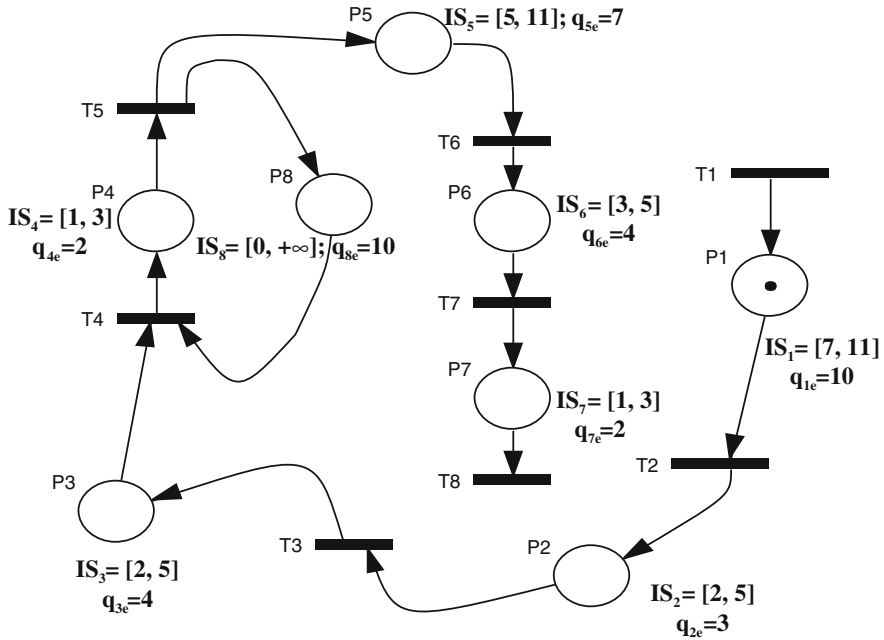 P5
IS5= [5, 11]; q5e=7
T5
T6
P4
IS4= [1, 3]
q4e=2
P8
IS8= [0, +∞]; q8e=10
P6
IS6= [3, 5]
q6e=4
T1
P1
IS1= [7, 11]
q1e=10
T4
T7
P7
IS7= [1, 3]
q7e=2
T8
T2
P3
IS3= [2, 5]
q3e=4
T3
P2
IS2= [2, 5]
q2e=3